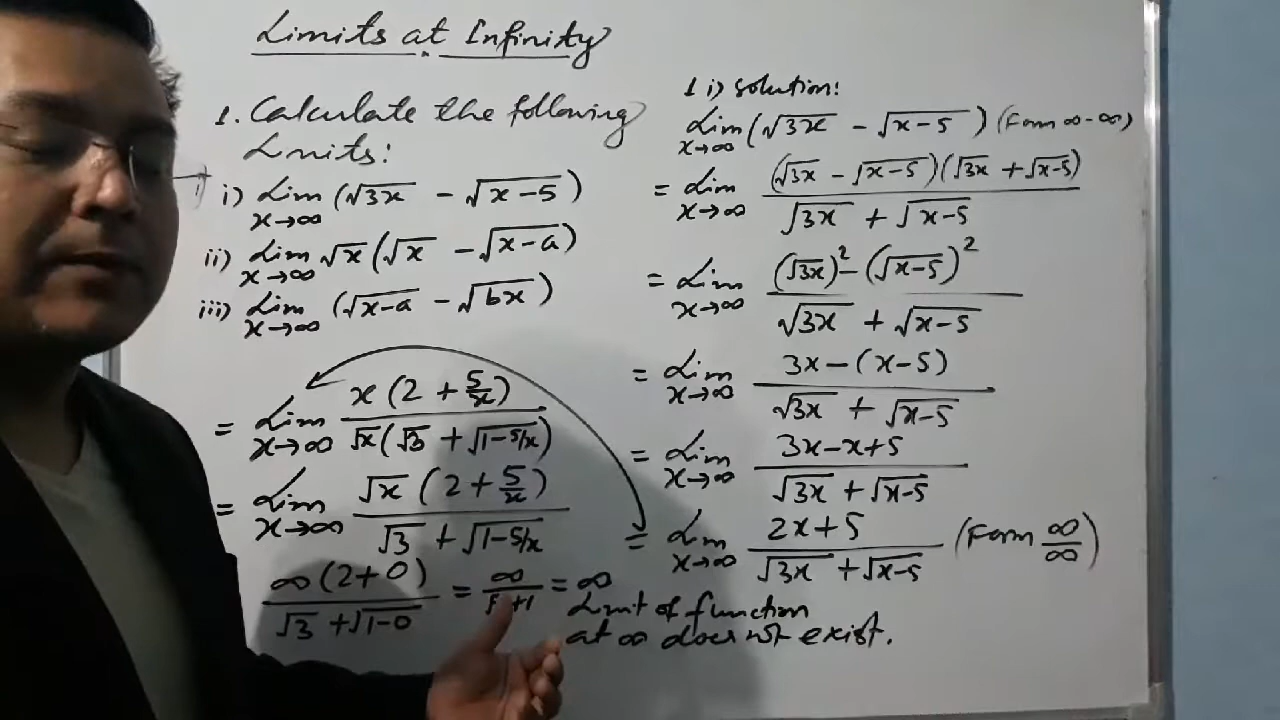 Limits at Infinity
1. Calculate the following
Limits:
i) Lim x→∞ (√3x - √x-5)
ii) Lim x→∞ √x(√x - √x-a)
iii) Lim x→∞ (√x-a - √bx)
1 i) solution:
Lim x→∞ (√3x - √x-5) (Form ∞-∞)
= Lim x→∞ (√3x - √x-5)(√3x + √x-5) / √3x + √x-5
= Lim x→∞ (√3x)² - (√x-5)² / √3x + √x-5
= Lim x→∞ 3x-(x-5) / √3x + √x-5
= Lim x→∞ 3x-x+5 / √3x + √x-5
= Lim x→∞ 2x+5 / √3x + √x-5 (Form ∞/∞)
= Lim x→∞ x(2 + 5/x) / √x(√3 + √1-5/x)
= Lim x→∞ √x(2 + 5/x) / √3 + √1-5/x
∞(2+0) / √3 + √1-0 = ∞ / +1 = ∞
Limit of function
at ∞ does not exist.